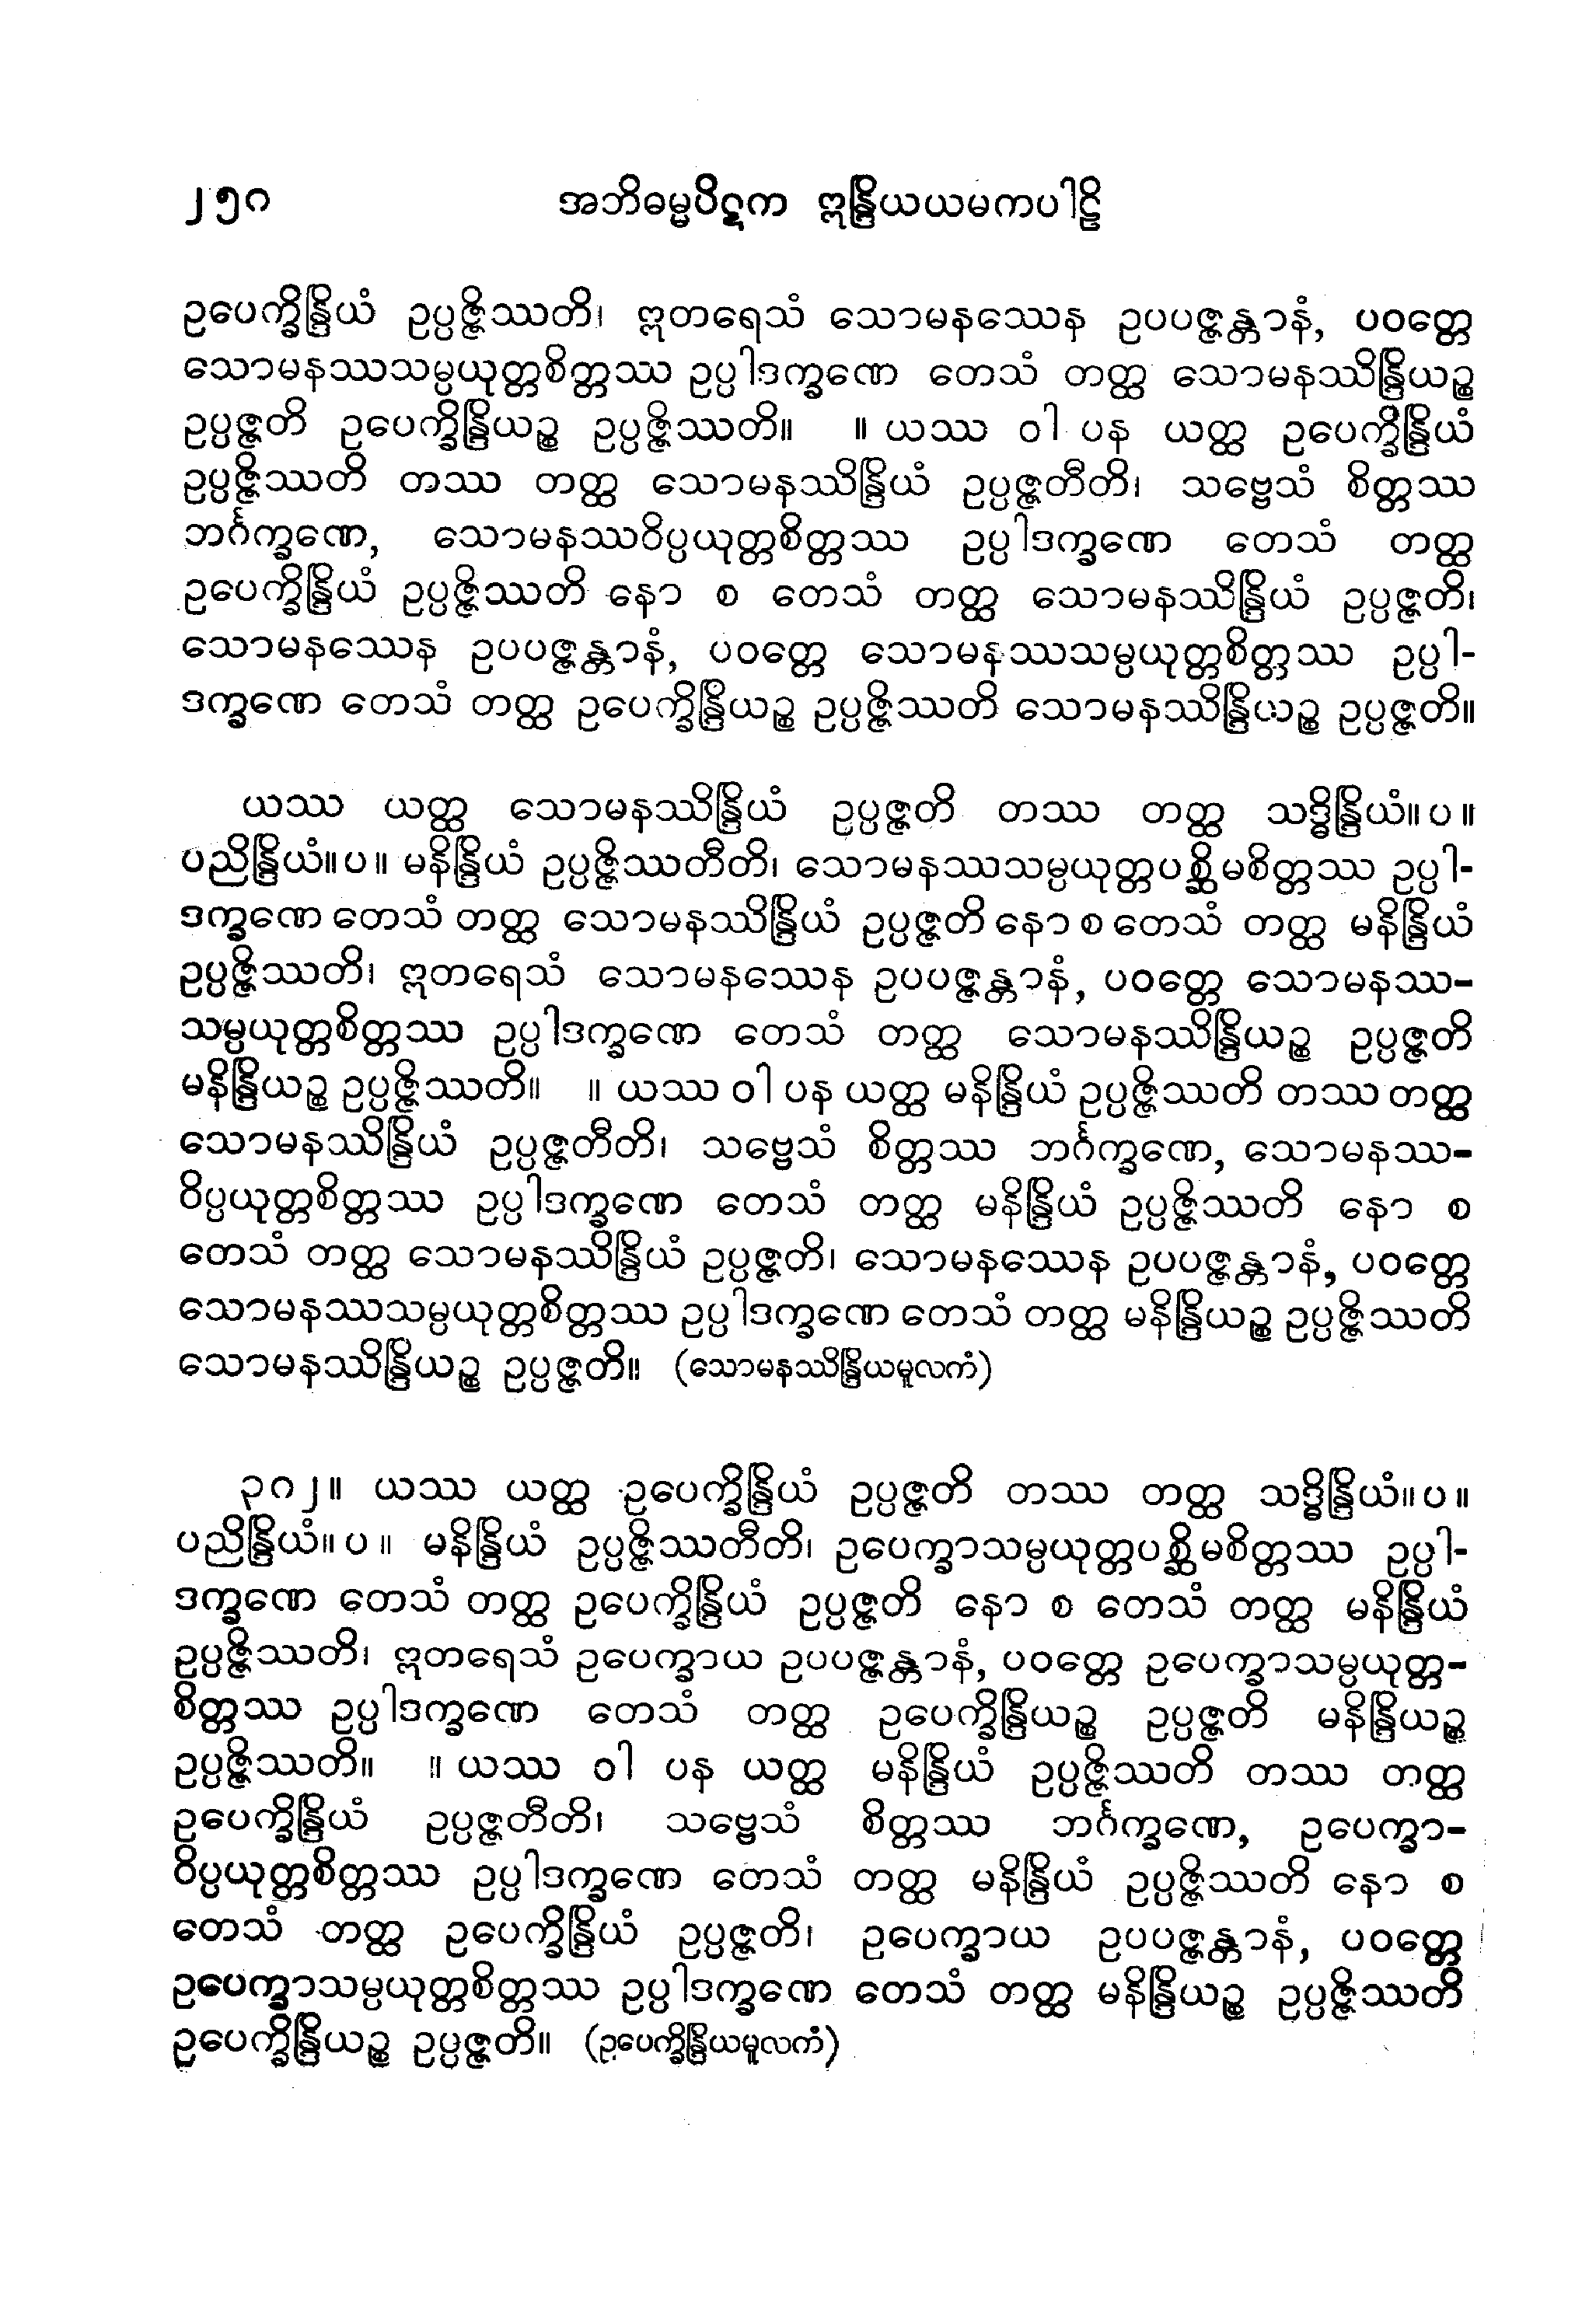 ၂၅၀ အဘိဓမ္မပိဋက ဣန္ဒြိယယမကပါဠိ
ဥပေက္ခိန္ဒြိယံ ဥပ္ပဇ္ဇိဿတိ၊ ဣတရေသံ သောမနဿေန ဥပပဇ္ဇန္တာနံ, ပဝတ္တေ
သောမနဿသမ္ပယုတ္တစိတ္တဿ ဥပ္ပါဒက္ခဏေ တေသံ တတ္ထ သောမနဿိန္ဒြိယဉ္စ
ဥပ္ပဇ္ဇတိ ဥပေက္ခိန္ဒြိယဉ္စ ဥပ္ပဇ္ဇိဿတိ။ ။ ယဿ ဝါ ပန ယတ္ထ ဥပေက္ခိန္ဒြိယံ
ဥပ္ပဇ္ဇိဿတိ တဿ တတ္ထ သောမနဿိန္ဒြိယံ ဥပ္ပဇ္ဇတီတိ၊ သဗ္ဗေသံ စိတ္တဿ
ဘင်္ဂက္ခဏေ, သောမနဿဝိပ္ပယုတ္တစိတ္တဿ ဥပ္ပါဒက္ခဏေ တေသံ တတ္ထ
ဥပေက္ခိန္ဒြိယံ ဥပ္ပဇ္ဇိဿတိ နော စ တေသံ တတ္ထ သောမနဿိန္ဒြိယံ ဥပ္ပဇ္ဇတိ၊
သောမနဿေန ဥပပဇ္ဇန္တာနံ, ပဝတ္တေ သောမနဿသမ္ပယုတ္တစိတ္တဿ ဥပ္ပါ-
ဒက္ခဏေ တေသံ တတ္ထ ဥပေက္ခိန္ဒြိယဉ္စ ဥပ္ပဇ္ဇိဿတိ သောမနဿိန္ဒြိယဉ္စ ဥပ္ပဇ္ဇတိ။
ယဿ ယတ္ထ သောမနဿိန္ဒြိယံ ဥပ္ပဇ္ဇတိ တဿ တတ္ထ သဒ္ဓိန္ဒြိယံ။ပ။
ပညိန္ဒြိယံ။ပ။ မနိန္ဒြိယံ ဥပ္ပဇ္ဇိဿတီတိ၊ သောမနဿသမ္ပယုတ္တပစ္ဆိမစိတ္တဿ ဥပ္ပါ-
ဒက္ခဏေ တေသံ တတ္ထ သောမနဿိန္ဒြိယံ ဥပ္ပဇ္ဇတိ နော စ တေသံ တတ္ထ မနိန္ဒြိယံ
ဥပ္ပဇ္ဇိဿတိ၊ ဣတရေသံ သောမနဿေန ဥပပဇ္ဇန္တာနံ, ပဝတ္တေ သောမနဿ-
သမ္ပယုတ္တစိတ္တဿ ဥပ္ပါဒက္ခဏေ တေသံ တတ္ထ သောမနဿိန္ဒြိယဉ္စ ဥပ္ပဇ္ဇတိ
မနိန္ဒြိယဉ္စ ဥပ္ပဇ္ဇိဿတိ။ ။ ယဿ ဝါ ပန ယတ္ထ မနိန္ဒြိယံ ဥပ္ပဇ္ဇိဿတိ တဿ တတ္ထ
သောမနဿိန္ဒြိယံ ဥပ္ပဇ္ဇတီတိ၊ သဗ္ဗေသံ စိတ္တဿ ဘင်္ဂက္ခဏေ, သောမနဿ-
ဝိပ္ပယုတ္တစိတ္တဿ ဥပ္ပါဒက္ခဏေ တေသံ တတ္ထ မနိန္ဒြိယံ ဥပ္ပဇ္ဇိဿတိ နော စ
တေသံ တတ္ထ သောမနဿိန္ဒြိယံ ဥပ္ပဇ္ဇတိ၊ သောမနဿေန ဥပပဇ္ဇန္တာနံ, ပဝတ္တေ
သောမနဿသမ္ပယုတ္တစိတ္တဿ ဥပ္ပါဒက္ခဏေ တေသံ တတ္ထ မနိန္ဒြိယဉ္စ ဥပ္ပဇ္ဇိဿတိ
သောမနဿိန္ဒြိယဉ္စ ဥပ္ပဇ္ဇတိ။ (သောမနဿိန္ဒြိယမူလကံ)
၃၀၂။ ယဿ ယတ္ထ ဥပေက္ခိန္ဒြိယံ ဥပ္ပဇ္ဇတိ တဿ တတ္ထ သဒ္ဓိန္ဒြိယံ။ပ။
ပညိန္ဒြိယံ။ပ။ မနိန္ဒြိယံ ဥပ္ပဇ္ဇိဿတီတိ၊ ဥပေက္ခာသမ္ပယုတ္တပစ္ဆိမစိတ္တဿ ဥပ္ပါ-
ဒက္ခဏေ တေသံ တတ္ထ ဥပေက္ခိန္ဒြိယံ ဥပ္ပဇ္ဇတိ နော စ တေသံ တတ္ထ မနိန္ဒြိယံ
ဥပ္ပဇ္ဇိဿတိ၊ ဣတရေသံ ဥပေက္ခာယ ဥပပဇ္ဇန္တာနံ, ပဝတ္တေ ဥပေက္ခာသမ္ပယုတ္တ-
စိတ္တဿ ဥပ္ပါဒက္ခဏေ တေသံ တတ္ထ ဥပေက္ခိန္ဒြိယဉ္စ ဥပ္ပဇ္ဇတိ မနိန္ဒြိယဉ္စ
ဥပ္ပဇ္ဇိဿတိ။ ။ ယဿ ဝါ ပန ယတ္ထ မနိန္ဒြိယံ ဥပ္ပဇ္ဇိဿတိ တဿ တတ္ထ
ဥပေက္ခိန္ဒြိယံ ဥပ္ပဇ္ဇတီတိ၊ သဗ္ဗေသံ စိတ္တဿ ဘင်္ဂက္ခဏေ, ဥပေက္ခာ-
ဝိပ္ပယုတ္တစိတ္တဿ ဥပ္ပါဒက္ခဏေ တေသံ တတ္ထ မနိန္ဒြိယံ ဥပ္ပဇ္ဇိဿတိ နော စ
တေသံ တတ္ထ ဥပေက္ခိန္ဒြိယံ ဥပ္ပဇ္ဇတိ၊ ဥပေက္ခာယ ဥပပဇ္ဇန္တာနံ, ပဝတ္တေ
ဥပေက္ခာသမ္ပယုတ္တစိတ္တဿ ဥပ္ပါဒက္ခဏေ တေသံ တတ္ထ မနိန္ဒြိယဉ္စ ဥပ္ပဇ္ဇိဿတိ
ဥပေက္ခိန္ဒြိယဉ္စ ဥပ္ပဇ္ဇတိ။ (ဥပေက္ခိန္ဒြိယမူလကံ)